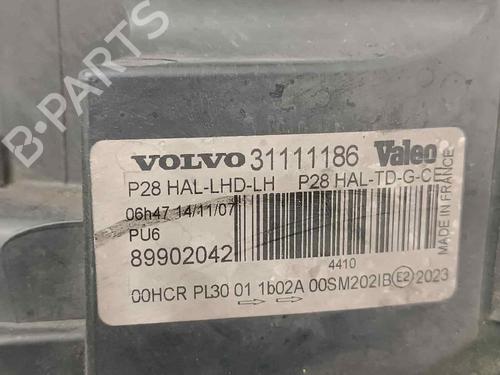 B-PARTS
VOLVO 31111186 Valeo
P28 HAL-LHD-LH P28 HAL-TD-G-CE
06h47 14/11/07
PU6
89902042
4410
00HCR PL30 01 1b02A 00SM202IB E2 2023
MADE IN FRANCE